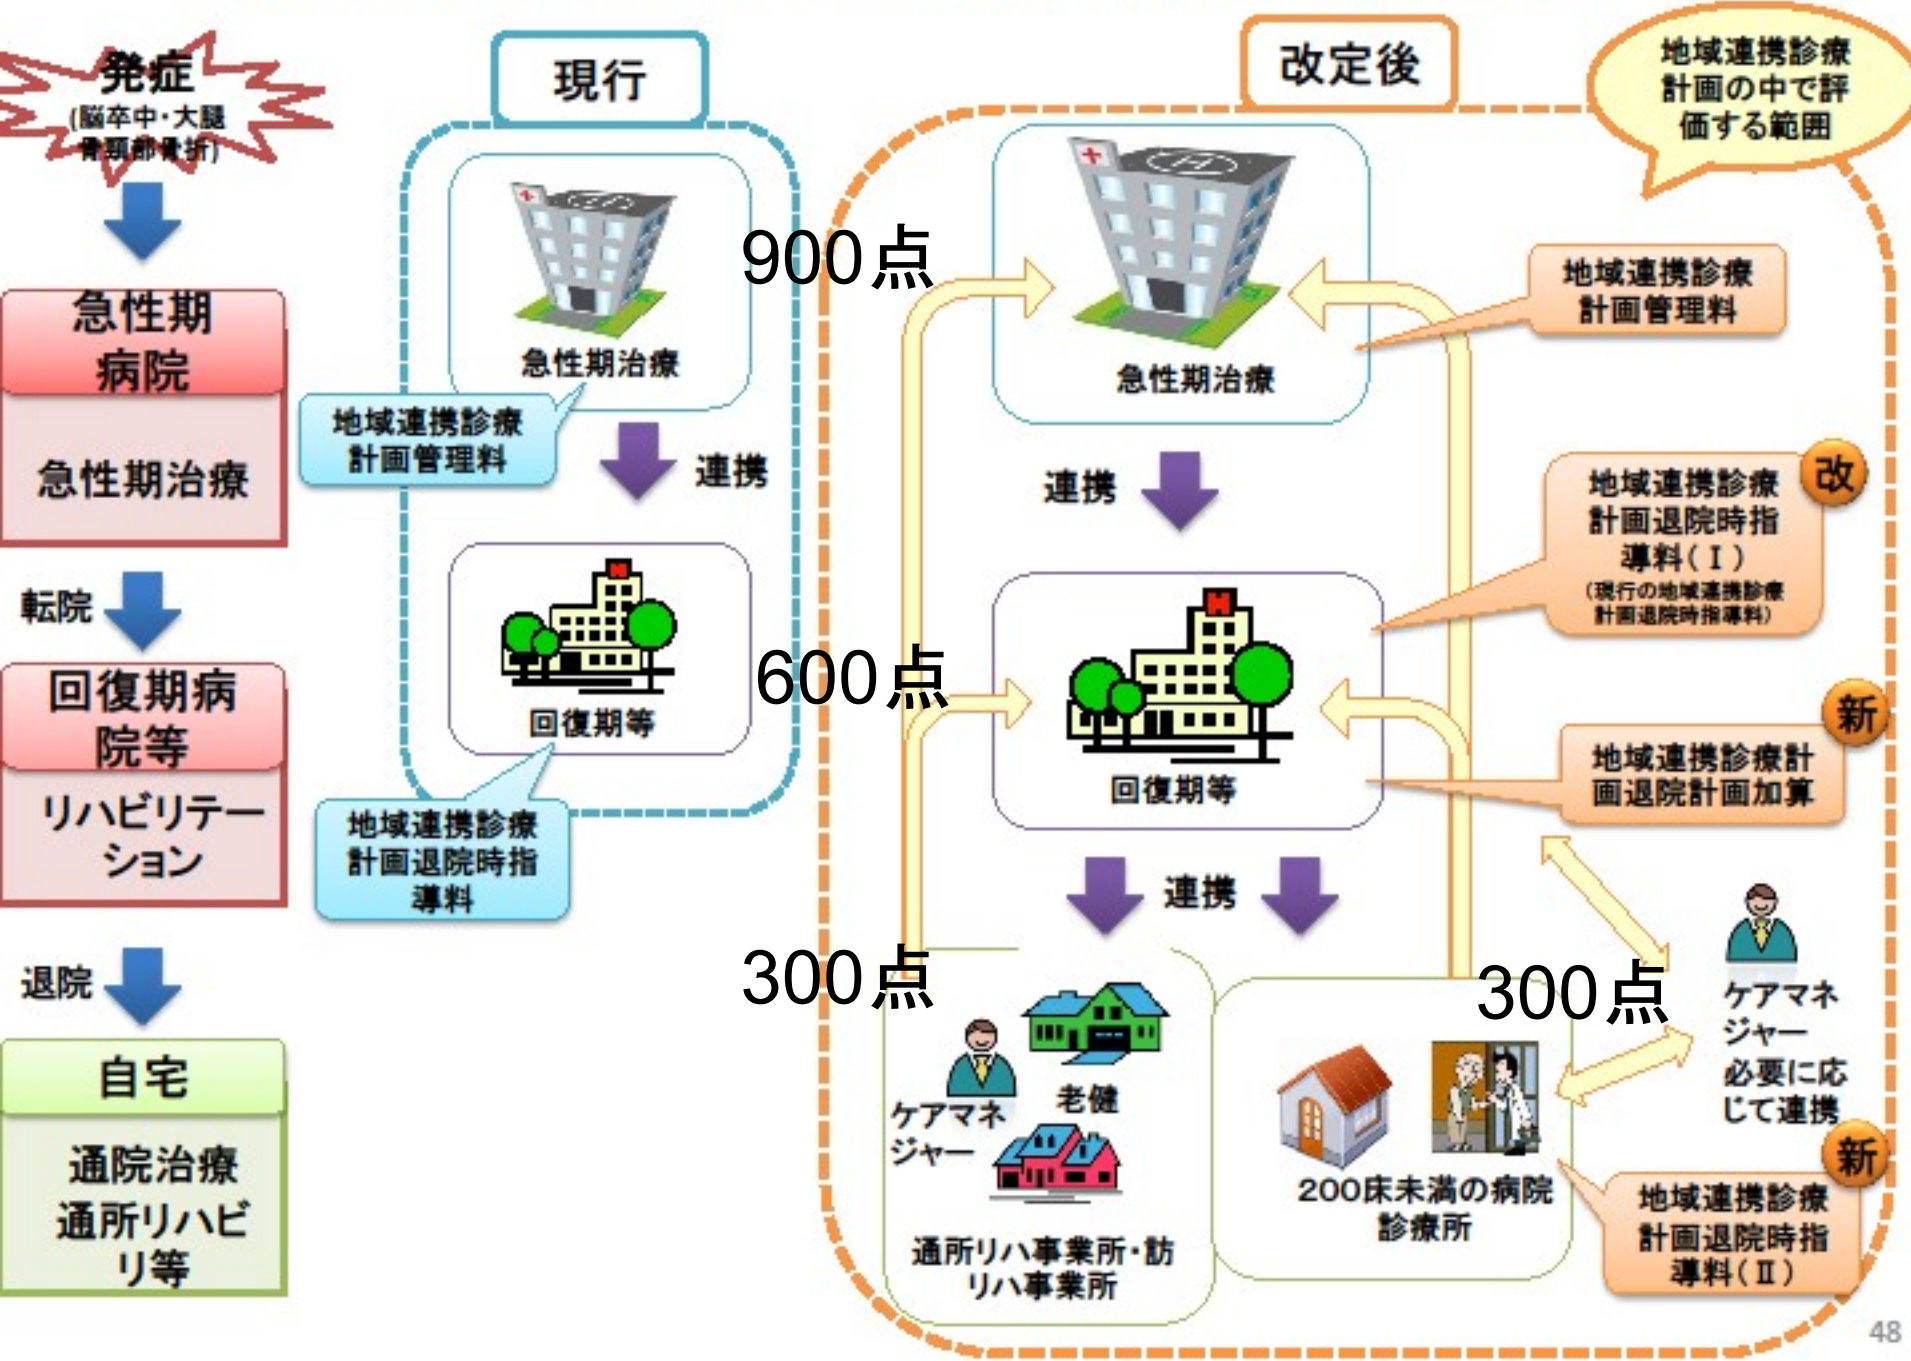 発症
(脳卒中・大腿
骨頸部骨折)
急性期
病院
急性期治療
転院
回復期病
院等
リハビリテー
ション
退院
自宅
通院治療
通所リハビ
リ等
現行
急性期治療
地域連携診療
計画管理料
連携
回復期等
地域連携診療
計画退院時指
導料
900点
600点
300点
300点
改定後
地域連携診療
計画の中で評
価する範囲
急性期治療
地域連携診療
計画管理料
連携
改
地域連携診療
計画退院時指
導料(Ⅰ)
(現行の地域連携診療
計画退院時指導料)
回復期等
新
地域連携診療計
画退院計画加算
連携
ケアマネ
ジャー
老健
通所リハ事業所・訪
リハ事業所
200床未満の病院
診療所
ケアマネ
ジャー
必要に応
じて連携
新
地域連携診療
計画退院時指
導料(Ⅱ)
48